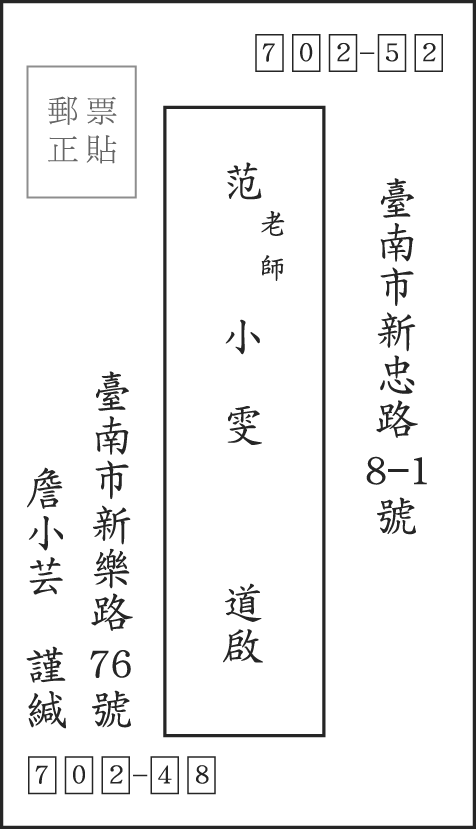 702-52
臺南市新忠路8-1號
范老師小雯 道啟
郵票
正貼
臺南市新樂路76號
詹小芸 謹緘
702-48